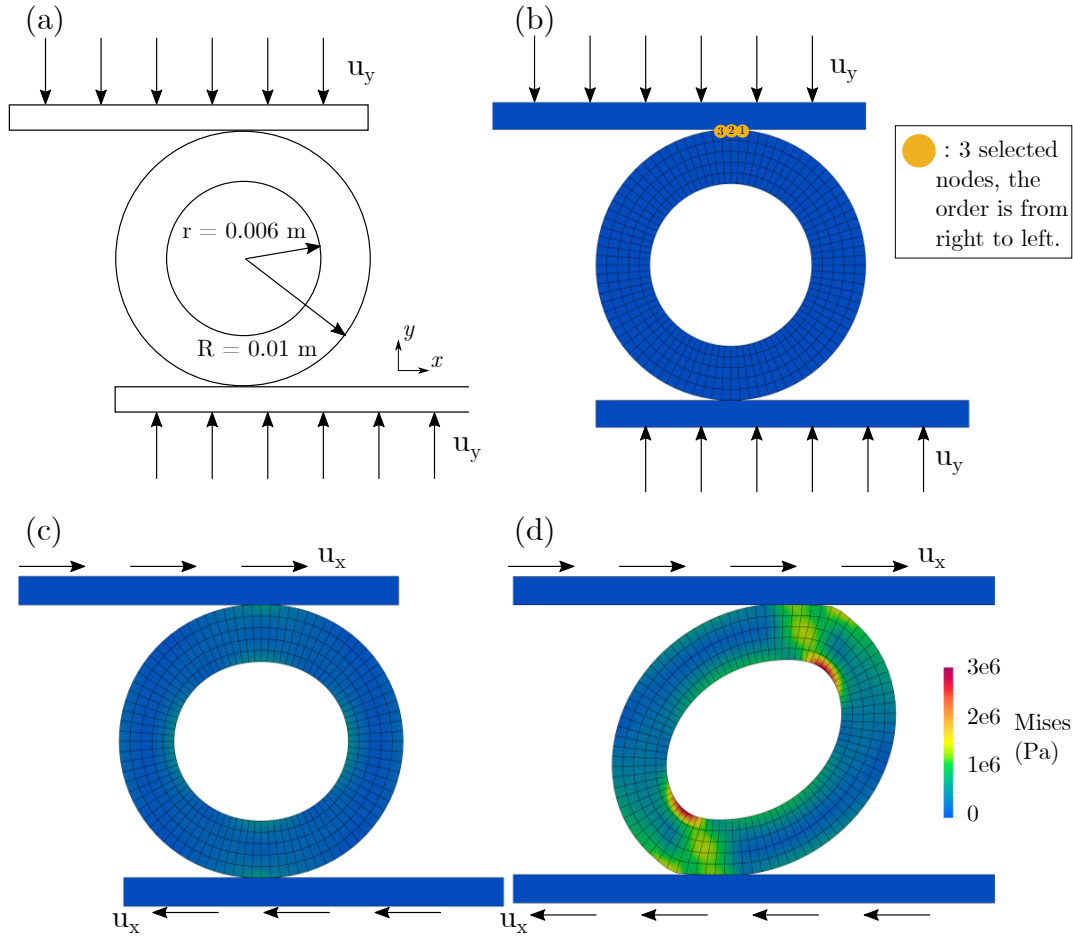 (a)
u_y
r = 0.006 m
R = 0.01 m
y
x
u_y
(b)
u_y
3 2 1
: 3 selected
nodes, the
order is from
right to left.
u_y
(c)
u_x
u_x
(d)
u_x
3e6
2e6
Mises
(Pa)
1e6
0
u_x